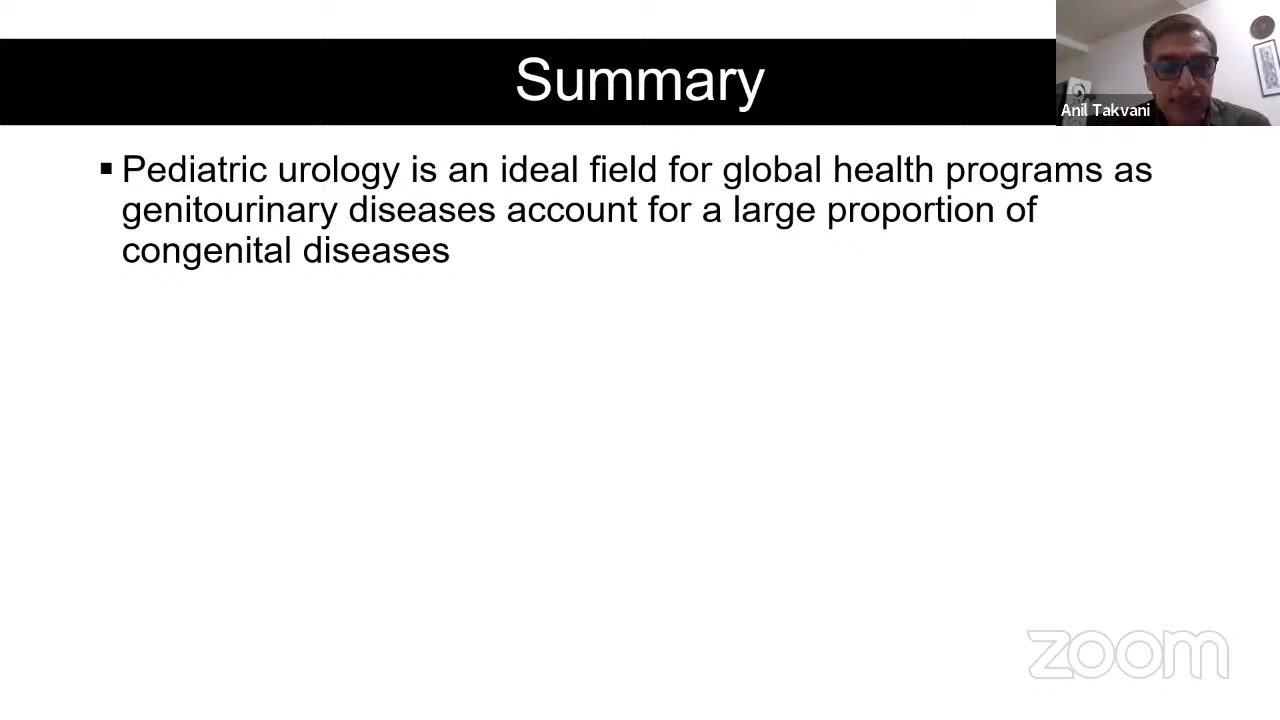 Summary
Anil Takvani
▪ Pediatric urology is an ideal field for global health programs as
genitourinary diseases account for a large proportion of
congenital diseases
zoom